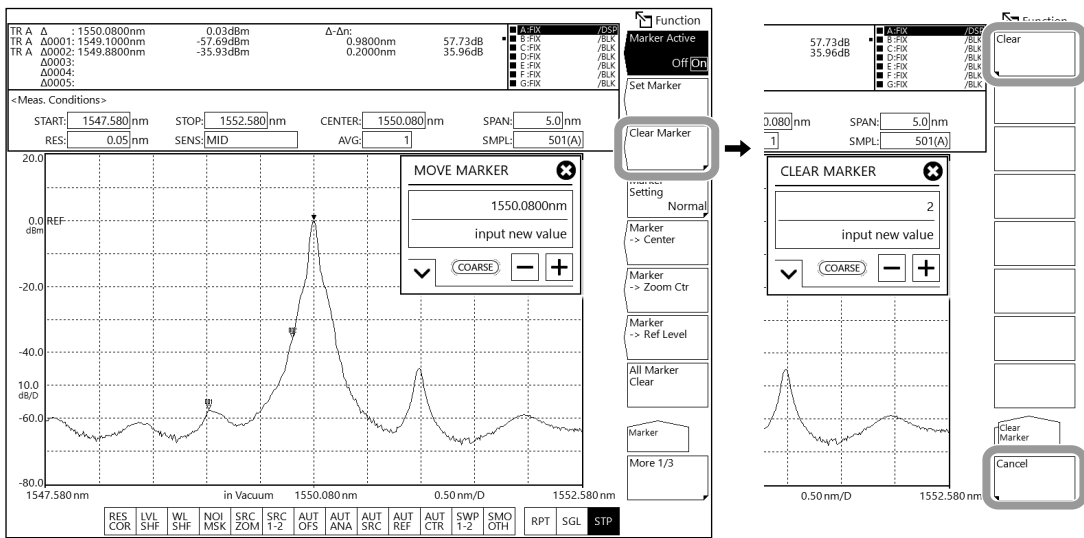 Function
TR A Δ : 1550.0800nm 0.03dBm Δ-Δn:
TR A Δ0001: 1549.1000nm -57.69dBm 0.9800nm 57.73dB
TR A Δ0002: 1549.8800nm -35.93dBm 0.2000nm 35.96dB
Δ0003:
Δ0004:
Δ0005:
A:FIX /DSP
B:FIX /BLK
C:FIX /BLK
D:FIX /BLK
E:FIX /BLK
F:FIX /BLK
G:FIX /BLK
<Meas. Conditions>
START: 1547.580 nm STOP: 1552.580 nm CENTER: 1550.080 nm SPAN: 5.0 nm
RES: 0.05 nm SENS: MID AVG: 1 SMPL: 501(A)
20.0
0.0 REF
dBm
-20.0
-40.0
10.0
dB/D
-60.0
-80.0
1547.580 nm in Vacuum 1550.080 nm 0.50 nm/D 1552.580 nm
MOVE MARKER
1550.0800nm
input new value
COARSE
Marker Active
Off On
Set Marker
Clear Marker
Marker
Setting
Normal
Marker
-> Center
Marker
-> Zoom Ctr
Marker
-> Ref Level
All Marker
Clear
Marker
More 1/3
RES COR
LVL SHF
WL SHF
NOI MSK
SRC ZOM
SRC 1-2
AUT OFS
AUT ANA
AUT SRC
AUT REF
AUT CTR
SWP 1-2
SMO OTH
RPT SGL STP
Function
57.73dB
35.96dB
A:FIX /DSP
B:FIX /BLK
C:FIX /BLK
D:FIX /BLK
E:FIX /BLK
F:FIX /BLK
G:FIX /BLK
0.080 nm SPAN: 5.0 nm
1 SMPL: 501(A)
CLEAR MARKER
2
input new value
COARSE
0.50 nm/D 1552.580 nm
Clear
Clear
Marker
Cancel